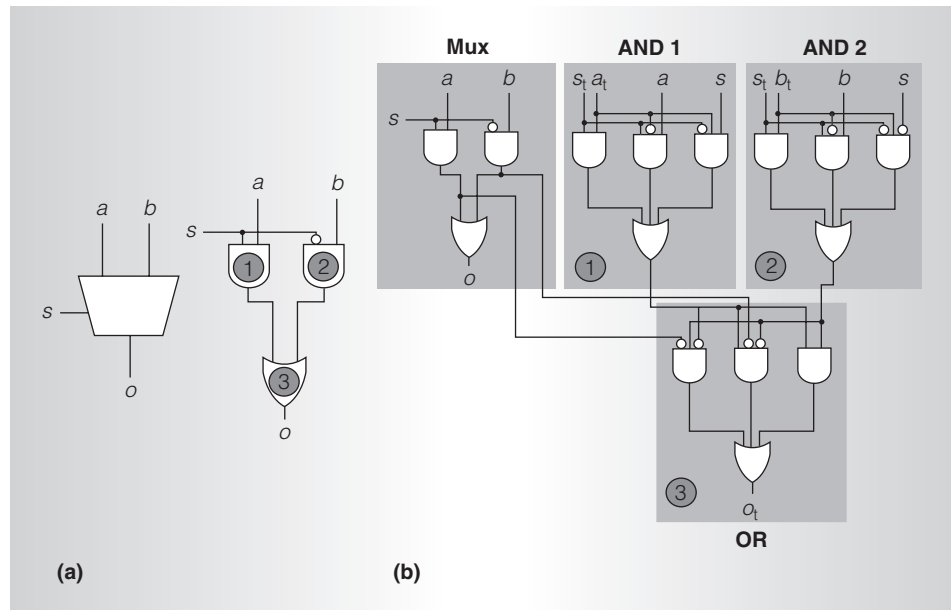 Mux
AND 1
AND 2
a b
st at a s
st bt b s
s
a b
s
1 2
a b
s
o
1
2
3
o
o
3
ot
OR
(a)
(b)